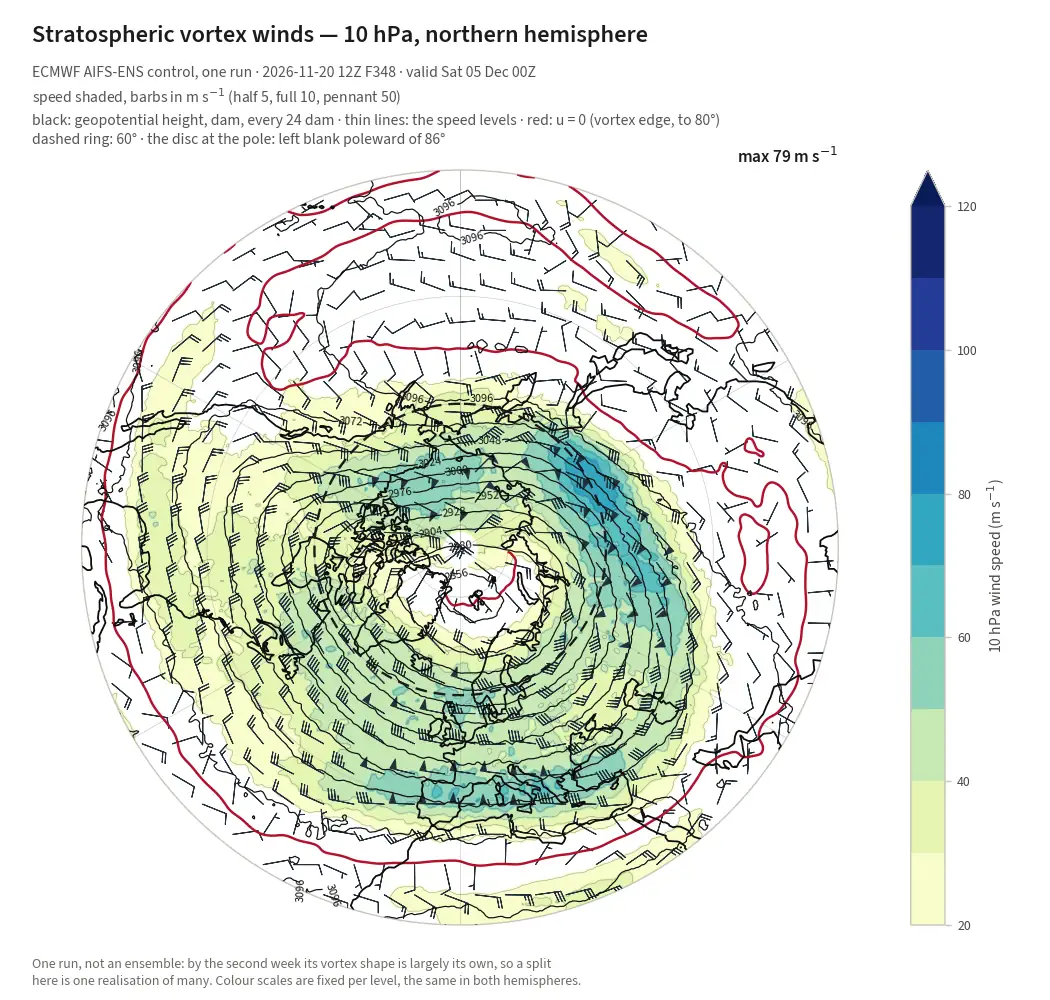 Stratospheric vortex winds — 10 hPa, northern hemisphere
ECMWF AIFS-ENS control, one run · 2026-11-20 12Z F348 · valid Sat 05 Dec 00Z
speed shaded, barbs in m s⁻¹ (half 5, full 10, pennant 50)
black: geopotential height, dam, every 24 dam · thin lines: the speed levels · red: u = 0 (vortex edge, to 80°)
dashed ring: 60° · the disc at the pole: left blank poleward of 86°
max 79 m s⁻¹
120
100
80
60
40
20
10 hPa wind speed (m s⁻¹)
3096
3096
3096
3096
3096
3096
3072
3048
3024
3000
2976
2952
2928
2904
2880
2856
3096
3096
One run, not an ensemble: by the second week its vortex shape is largely its own, so a split
here is one realisation of many. Colour scales are fixed per level, the same in both hemispheres.